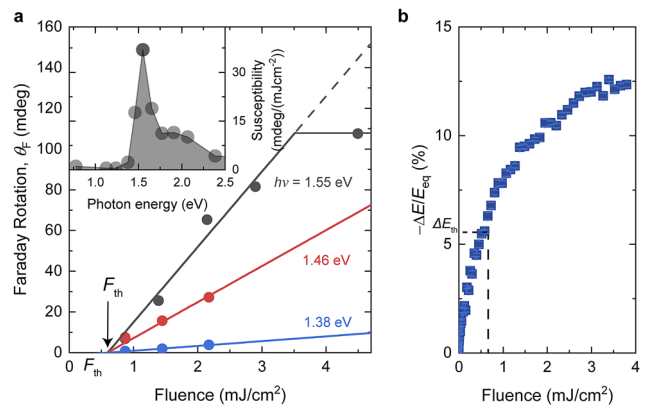 a
160
140
120
100
80
60
40
20
0
Faraday Rotation, θF (mdeg)
36
24
12
0
Susceptibility
(mdeg/(mJcm⁻²))
1.0
1.5
2.0
2.5
Photon energy (eV)
hν = 1.55 eV
1.46 eV
1.38 eV
Fth
Fth
1
2
3
4
Fluence (mJ/cm²)
b
15
10
5
0
−ΔE/Eeq (%)
ΔEth
0
1
2
3
4
Fluence (mJ/cm²)